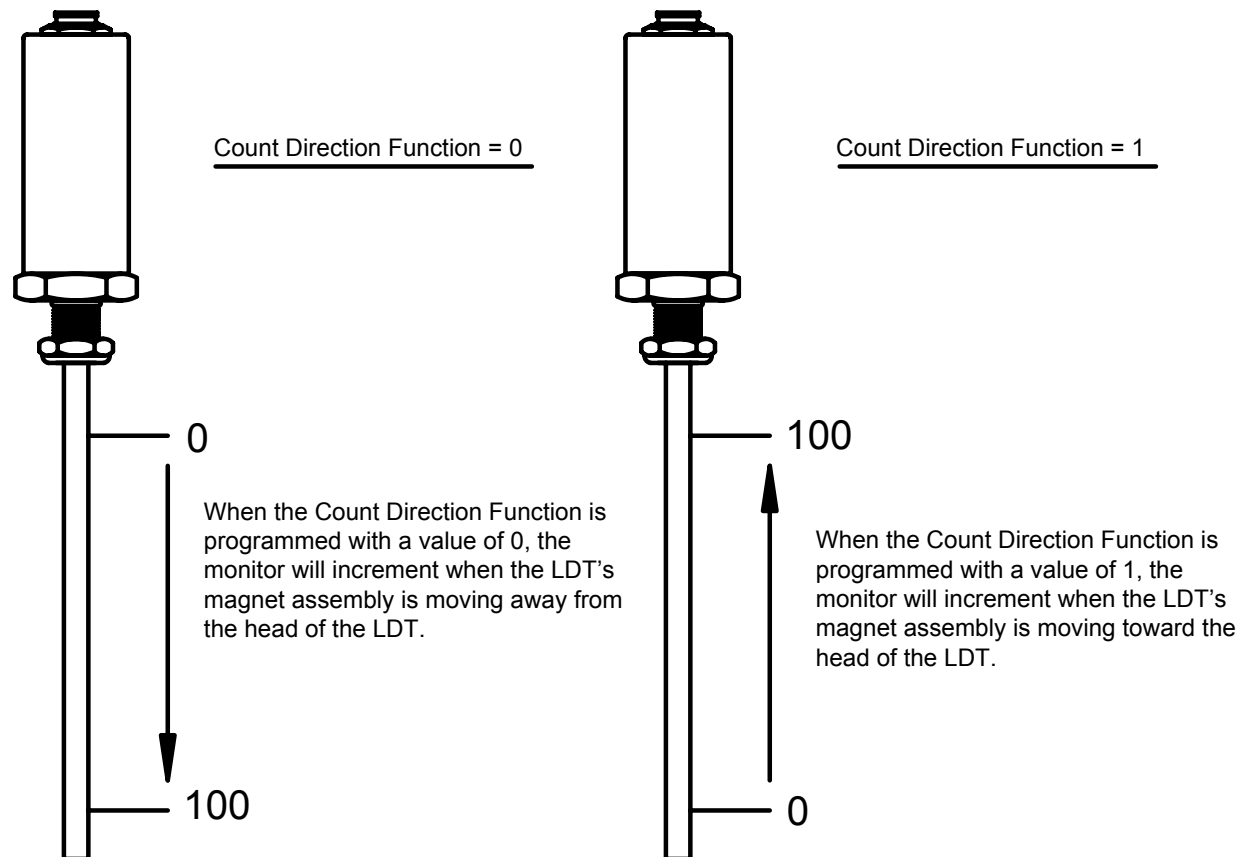 Count Direction Function = 0
0
When the Count Direction Function is
programmed with a value of 0, the
monitor will increment when the LDT’s
magnet assembly is moving away from
the head of the LDT.
100
Count Direction Function = 1
100
When the Count Direction Function is
programmed with a value of 1, the
monitor will increment when the LDT’s
magnet assembly is moving toward the
head of the LDT.
0